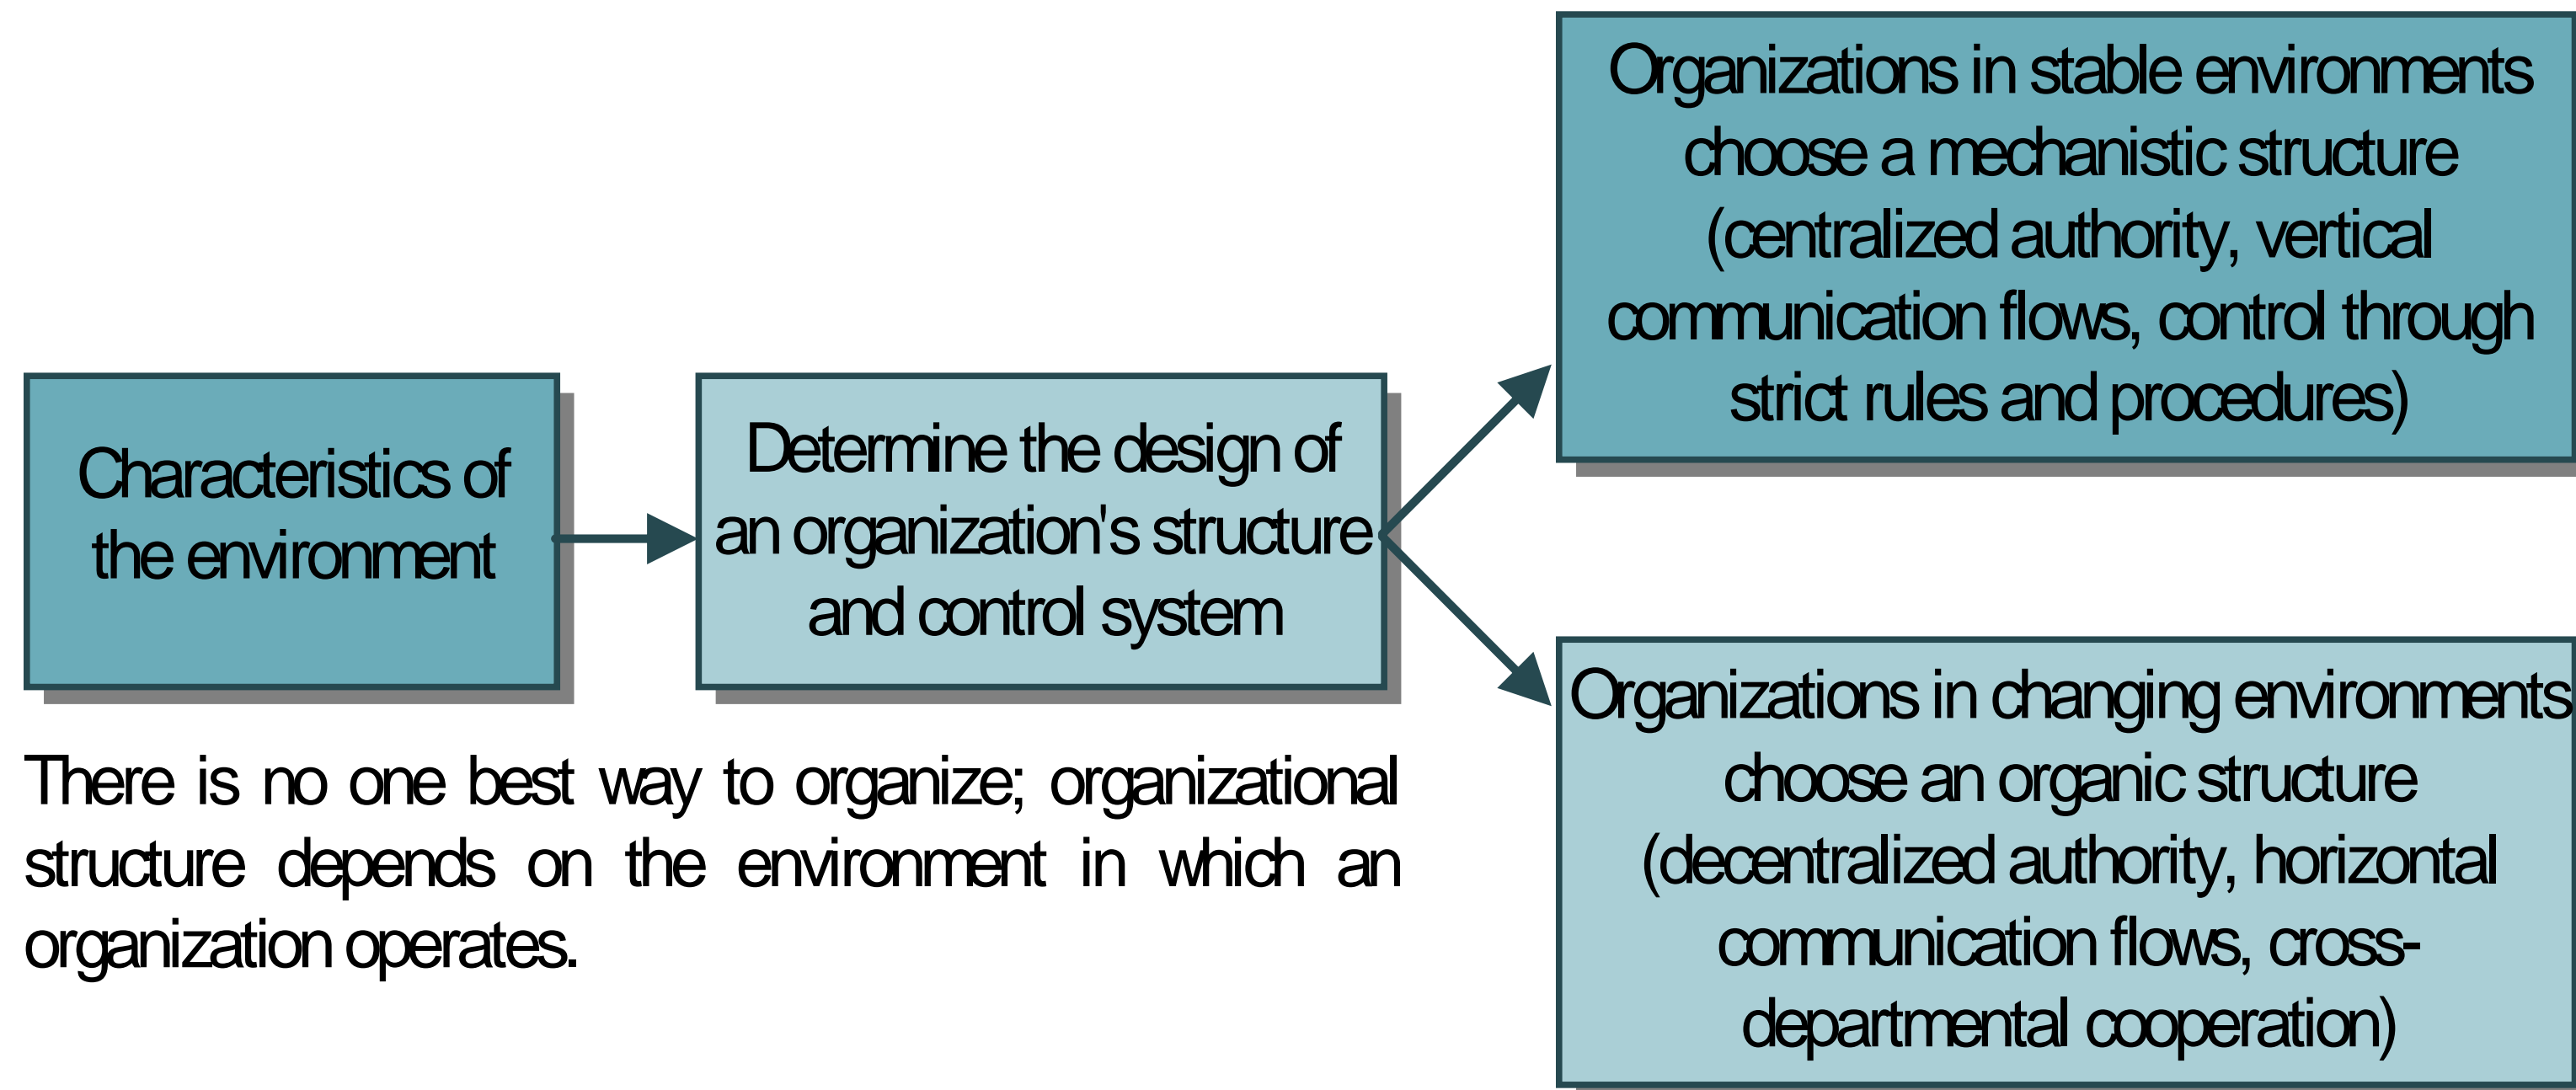 Characteristics of
the environment
Determine the design of
an organization's structure
and control system
Organizations in stable environments
choose a mechanistic structure
(centralized authority, vertical
communication flows, control through
strict rules and procedures)
Organizations in changing environments
choose an organic structure
(decentralized authority, horizontal
communication flows, cross-
departmental cooperation)
There is no one best way to organize; organizational
structure depends on the environment in which an
organization operates.